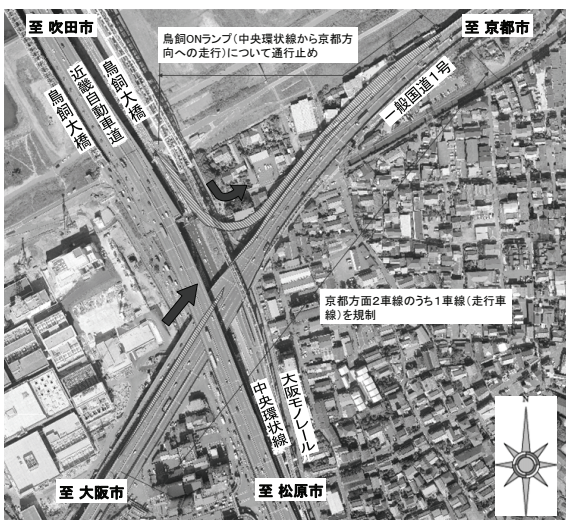 至 吹田市
鳥飼ONランプ(中央環状線から京都方
向への走行)について通行止め
至 京都市
鳥飼大橋
近畿自動車道
鳥飼大橋
一般国道1号
京都方面2車線のうち1車線(走行車
線)を規制
中央環状線
大阪モノレール
至 大阪市
至 松原市
N